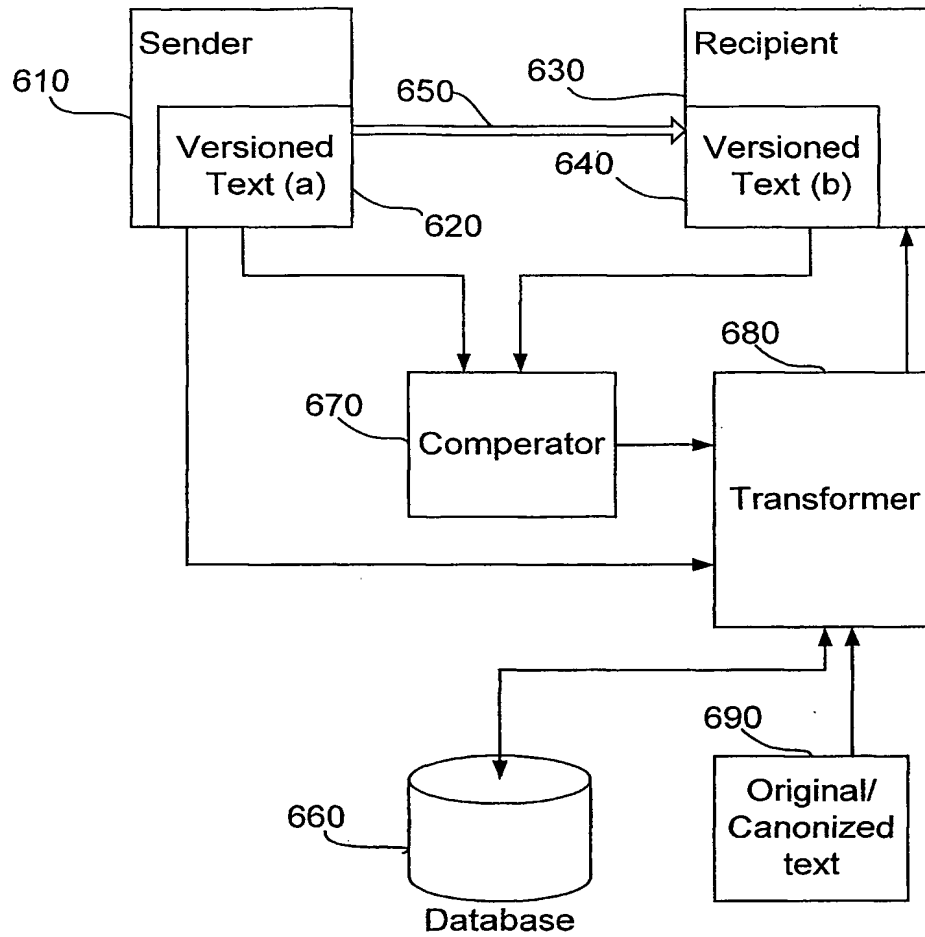 Sender
Recipient
610
630
650
Versioned
Text (a)
640
Versioned
Text (b)
620
680
670
Comperator
Transformer
690
Original/
Canonized
text
660
Database